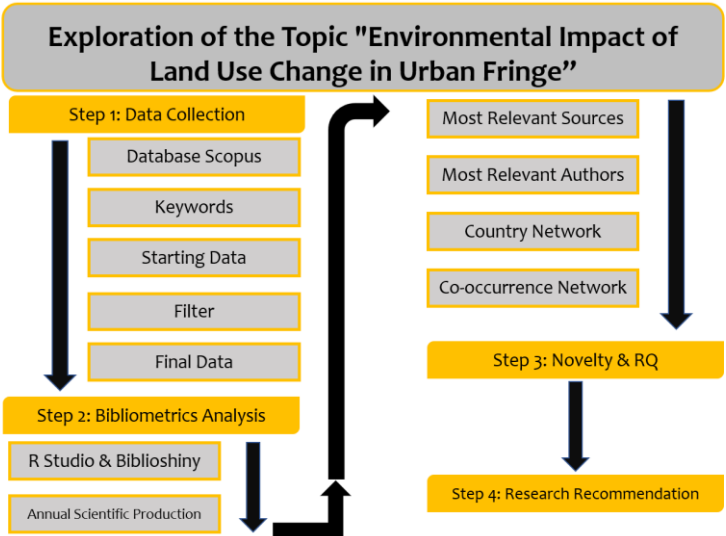 Exploration of the Topic "Environmental Impact of
Land Use Change in Urban Fringe”
Step 1: Data Collection
Database Scopus
Keywords
Starting Data
Filter
Final Data
Step 2: Bibliometrics Analysis
R Studio & Biblioshiny
Annual Scientific Production
Most Relevant Sources
Most Relevant Authors
Country Network
Co-occurrence Network
Step 3: Novelty & RQ
Step 4: Research Recommendation